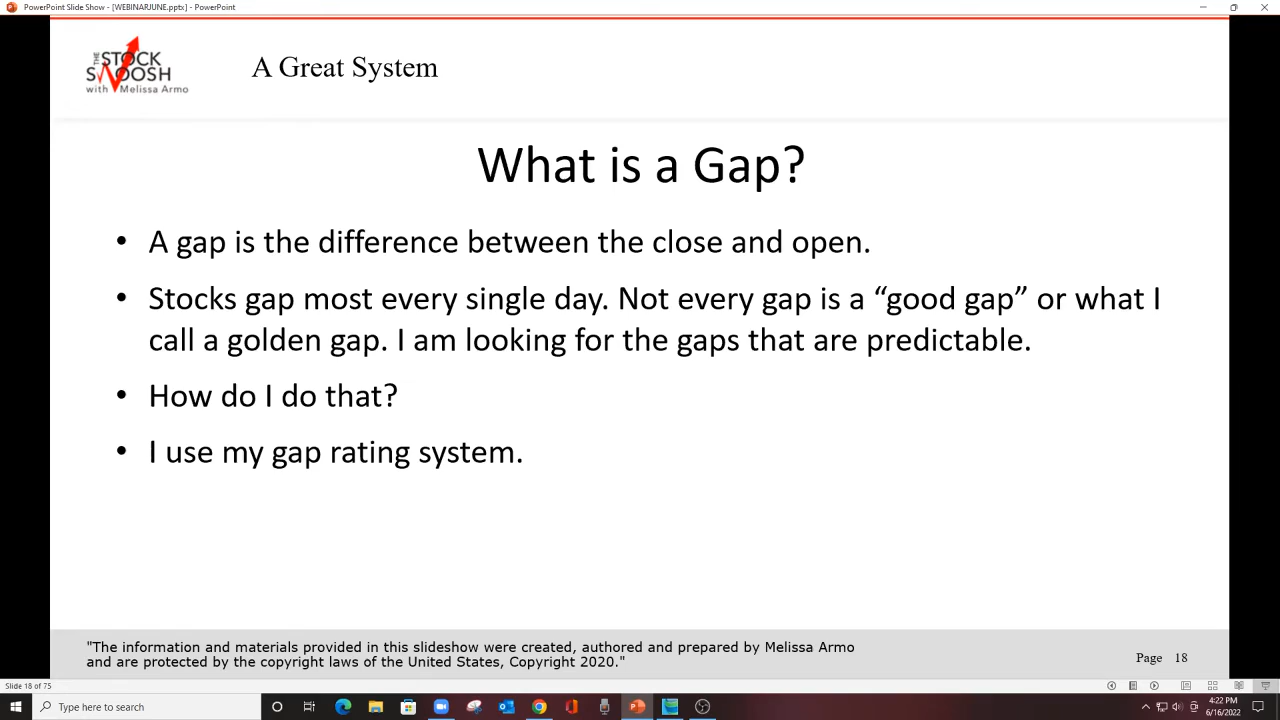 PowerPoint Slide Show - [WEBINARJUNE.pptx] - PowerPoint
THE
STOCK
SWOOSH
with Melissa Armo
A Great System
What is a Gap?
• A gap is the difference between the close and open.
• Stocks gap most every single day. Not every gap is a “good gap” or what I
call a golden gap. I am looking for the gaps that are predictable.
• How do I do that?
• I use my gap rating system.
"The information and materials provided in this slideshow were created, authored and prepared by Melissa Armo
and are protected by the copyright laws of the United States, Copyright 2020."
Page 18
Slide 18 of 75
Type here to search
4:22 PM
6/16/2022